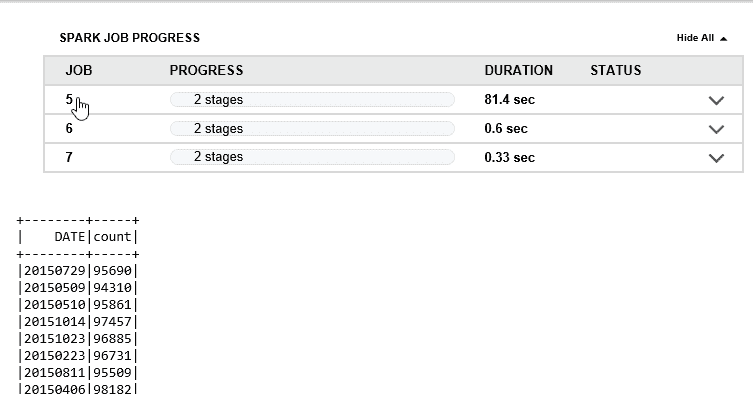 SPARK JOB PROGRESS Hide All
JOB PROGRESS DURATION STATUS
5 2 stages 81.4 sec
6 2 stages 0.6 sec
7 2 stages 0.33 sec
+--------+-----+
|    DATE|count|
+--------+-----+
|20150729|95690|
|20150509|94310|
|20150510|95861|
|20151014|97457|
|20151023|96885|
|20150223|96731|
|20150811|95509|
|20150406|98182|